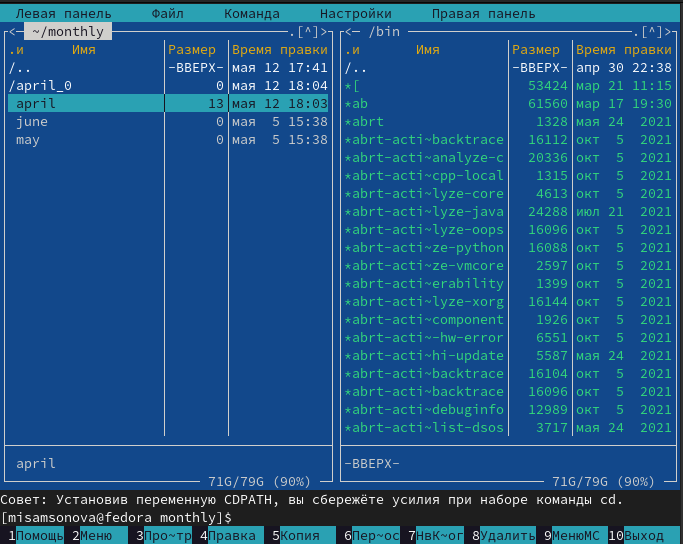 Левая панель Файл Команда Настройки Правая панель
<─ ~/monthly .[^]> <─ /bin .[^]>
.и Имя Размер Время правки .и Имя Размер Время правки
/.. -ВВЕРХ- мая 12 17:41 /.. -ВВЕРХ- апр 30 22:38
/april_0 0 мая 12 18:04 *[ 53424 мар 21 11:15
april 13 мая 12 18:03 *ab 61560 мар 17 19:30
june 0 мая 5 15:38 *abrt 1328 мая 24 2021
may 0 мая 5 15:38 *abrt-acti~backtrace 16112 окт 5 2021
*abrt-acti~analyze-c 20336 окт 5 2021
*abrt-acti~cpp-local 1315 окт 5 2021
*abrt-acti~lyze-core 4613 окт 5 2021
*abrt-acti~lyze-java 24288 июл 21 2021
*abrt-acti~lyze-oops 16096 окт 5 2021
*abrt-acti~ze-python 16088 окт 5 2021
*abrt-acti~ze-vmcore 2597 окт 5 2021
*abrt-acti~erability 1399 окт 5 2021
*abrt-acti~lyze-xorg 16144 окт 5 2021
*abrt-acti~component 1926 окт 5 2021
*abrt-acti~-hw-error 6551 окт 5 2021
*abrt-acti~hi-update 5587 мая 24 2021
*abrt-acti~backtrace 16104 окт 5 2021
*abrt-acti~backtrace 16096 окт 5 2021
*abrt-acti~debuginfo 12989 окт 5 2021
*abrt-acti~list-dsos 3717 мая 24 2021
april -ВВЕРХ-
71G/79G (90%) 71G/79G (90%)
Совет: Установив переменную CDPATH, вы сбережёте усилия при наборе команды cd.
[misamsonova@fedora monthly]$
1Помощь 2Меню 3Про~тр 4Правка 5Копия 6Пер~ос 7НвК~ог 8Удалить 9МенюMC 10Выход